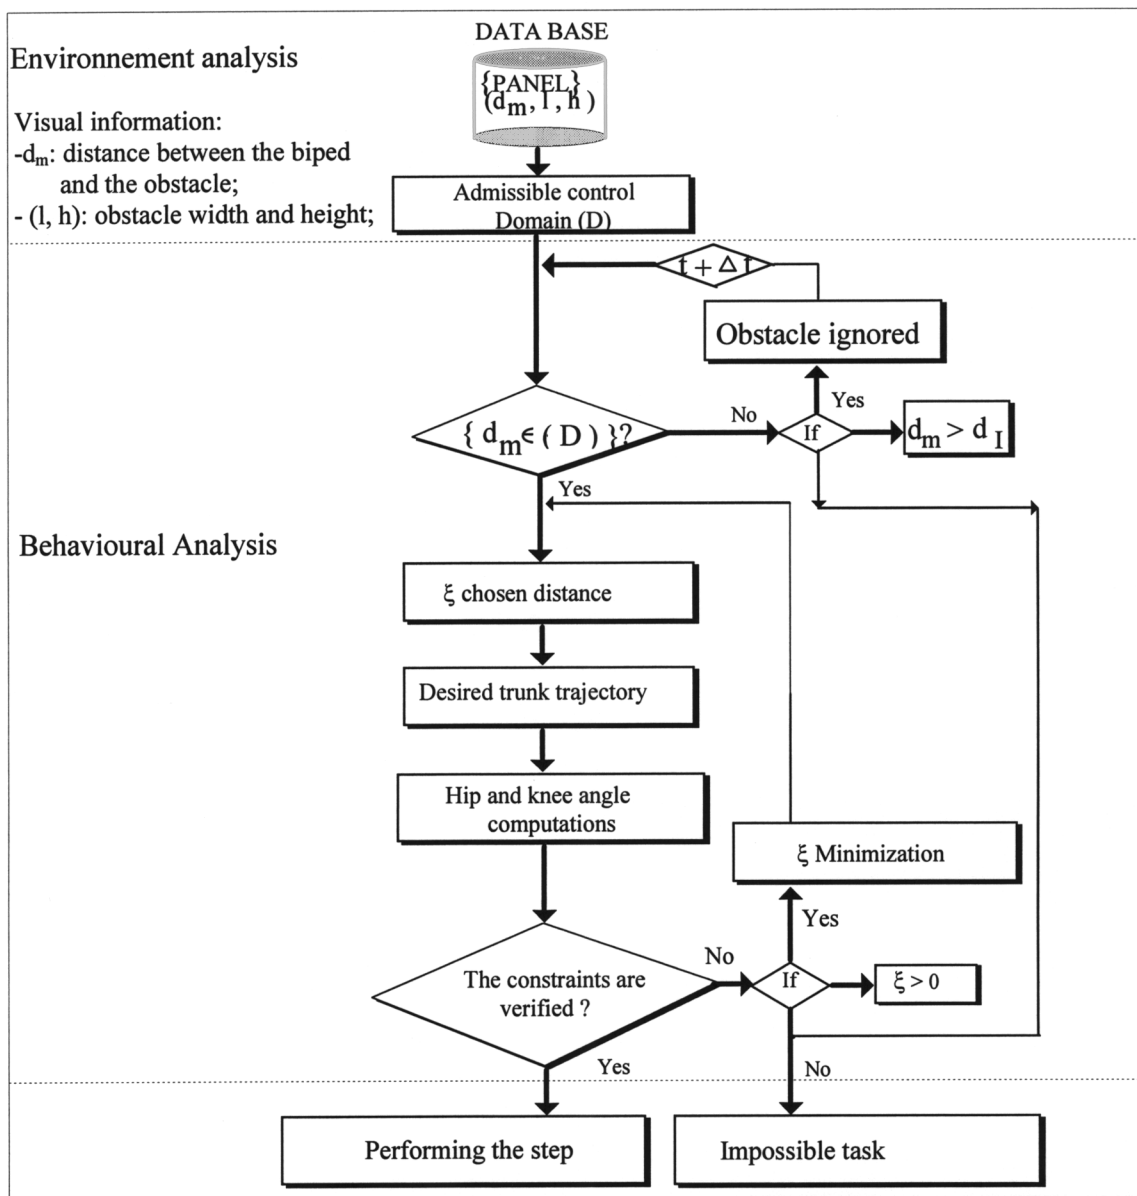 DATA BASE
Environnement analysis
{PANEL}
(dm, l, h)
Visual information:
-dm: distance between the biped
and the obstacle;
- (l, h): obstacle width and height;
Admissible control
Domain (D)
t + Δ t
Obstacle ignored
Yes
No
If
dm > dI
{ dm ∈ ( D ) }?
Yes
Behavioural Analysis
ξ chosen distance
Desired trunk trajectory
Hip and knee angle
computations
ξ Minimization
Yes
No
If
ξ > 0
The constraints are
verified ?
Yes
No
Performing the step
Impossible task